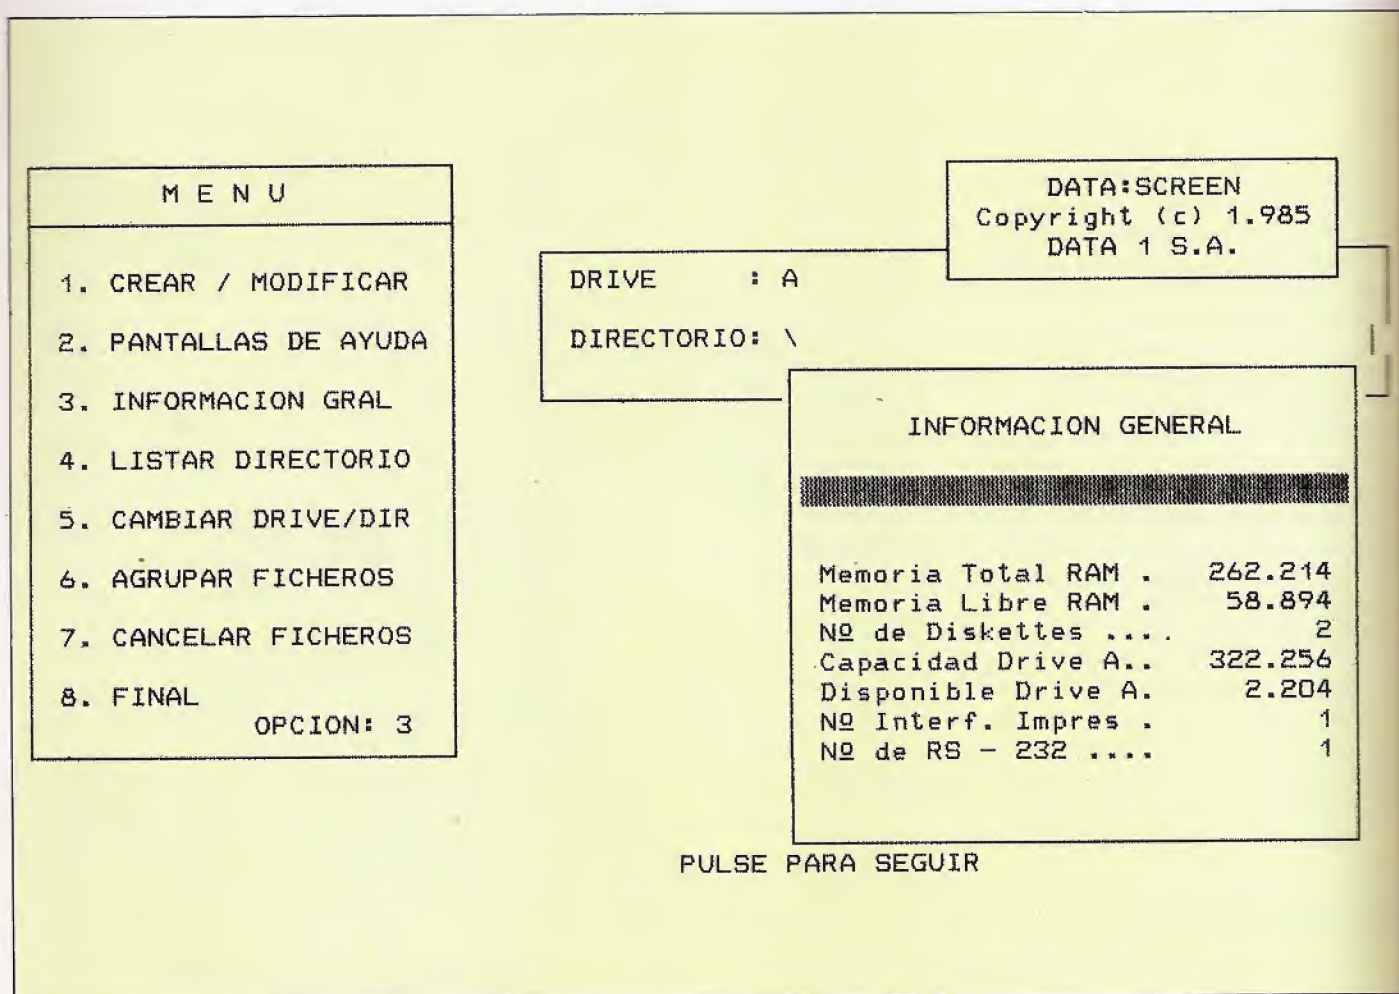 M E N U
1. CREAR / MODIFICAR
2. PANTALLAS DE AYUDA
3. INFORMACION GRAL
4. LISTAR DIRECTORIO
5. CAMBIAR DRIVE/DIR
6. AGRUPAR FICHEROS
7. CANCELAR FICHEROS
8. FINAL
OPCION: 3
DATA:SCREEN
Copyright (c) 1.985
DATA 1 S.A.
DRIVE : A
DIRECTORIO: \
INFORMACION GENERAL
Memoria Total RAM . 262.214
Memoria Libre RAM . 58.894
Nº de Diskettes .... 2
Capacidad Drive A.. 322.256
Disponible Drive A. 2.204
Nº Interf. Impres . 1
Nº de RS - 232 .... 1
PULSE PARA SEGUIR